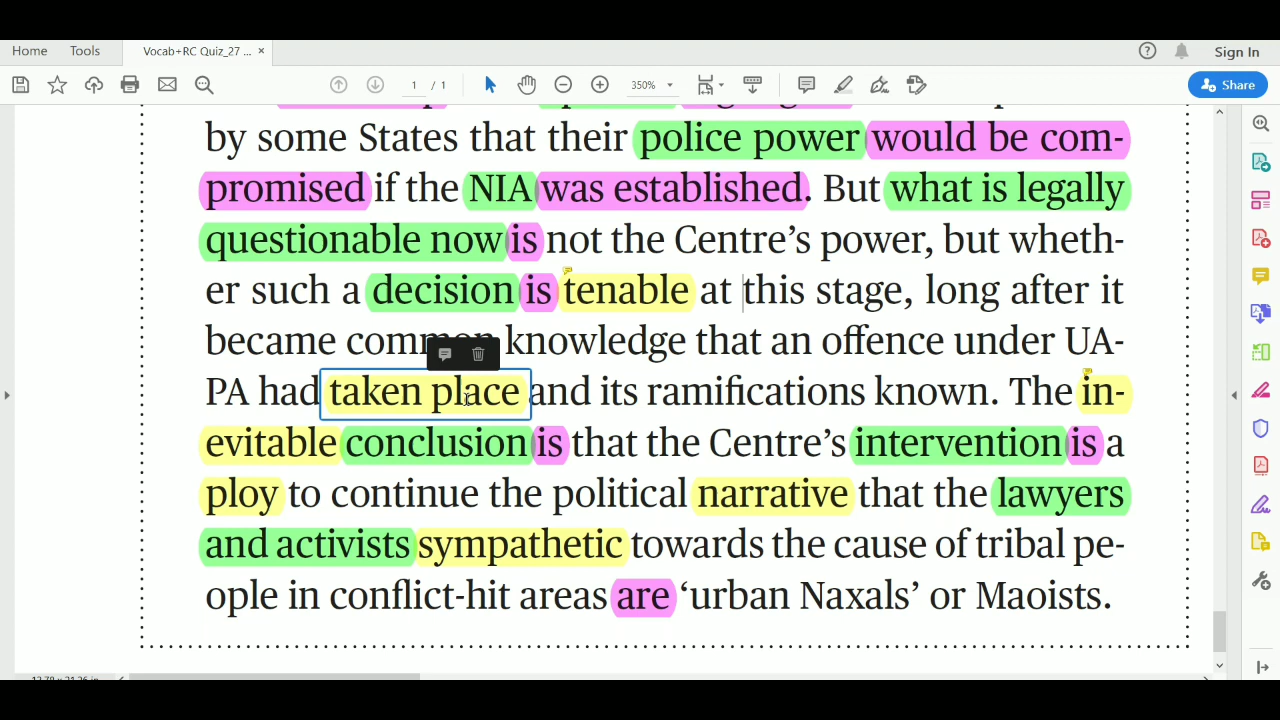 Home Tools Vocab+RC Quiz_27 ... × Sign In
1 / 1 350% Share
by some States that their police power would be com-
promised if the NIA was established. But what is legally
questionable now is not the Centre's power, but wheth-
er such a decision is tenable at this stage, long after it
became common knowledge that an offence under UA-
PA had taken place and its ramifications known. The in-
evitable conclusion is that the Centre's intervention is a
ploy to continue the political narrative that the lawyers
and activists sympathetic towards the cause of tribal pe-
ople in conflict-hit areas are ‘urban Naxals’ or Maoists.